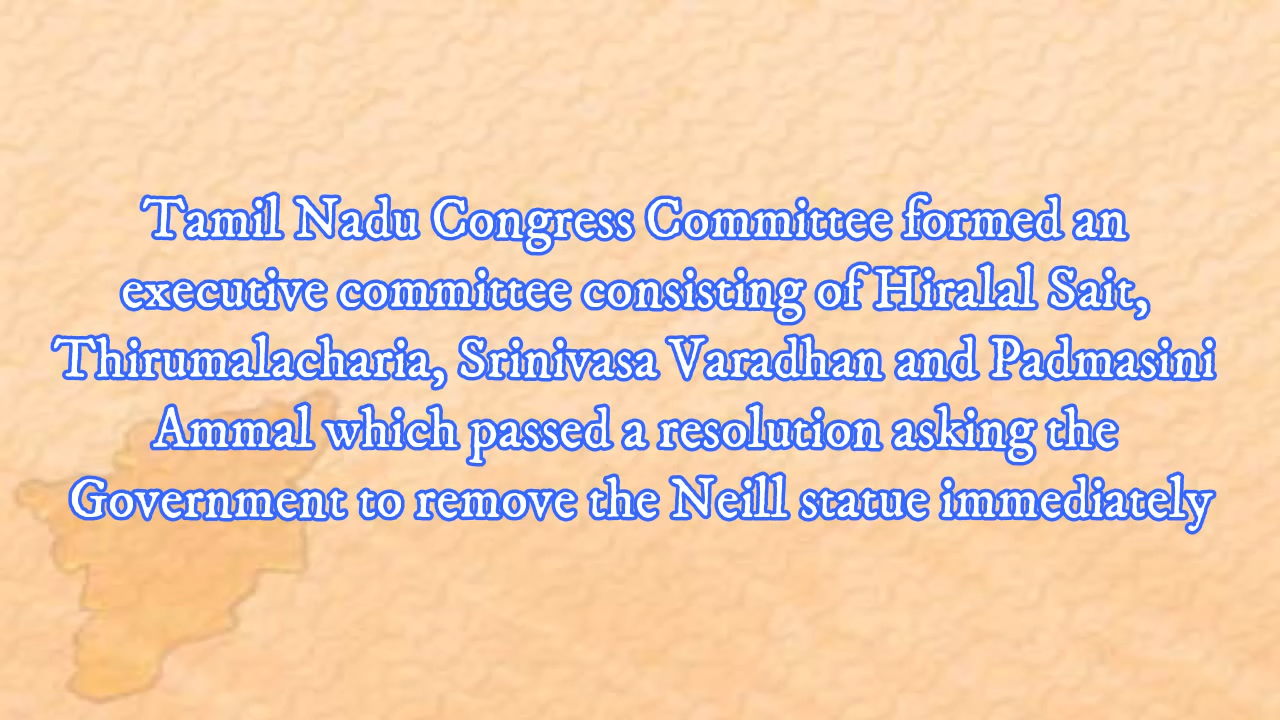 Tamil Nadu Congress Committee formed an
executive committee consisting of Hiralal Sait,
Thirumalacharia, Srinivasa Varadhan and Padmasini
Ammal which passed a resolution asking the
Government to remove the Neill statue immediately